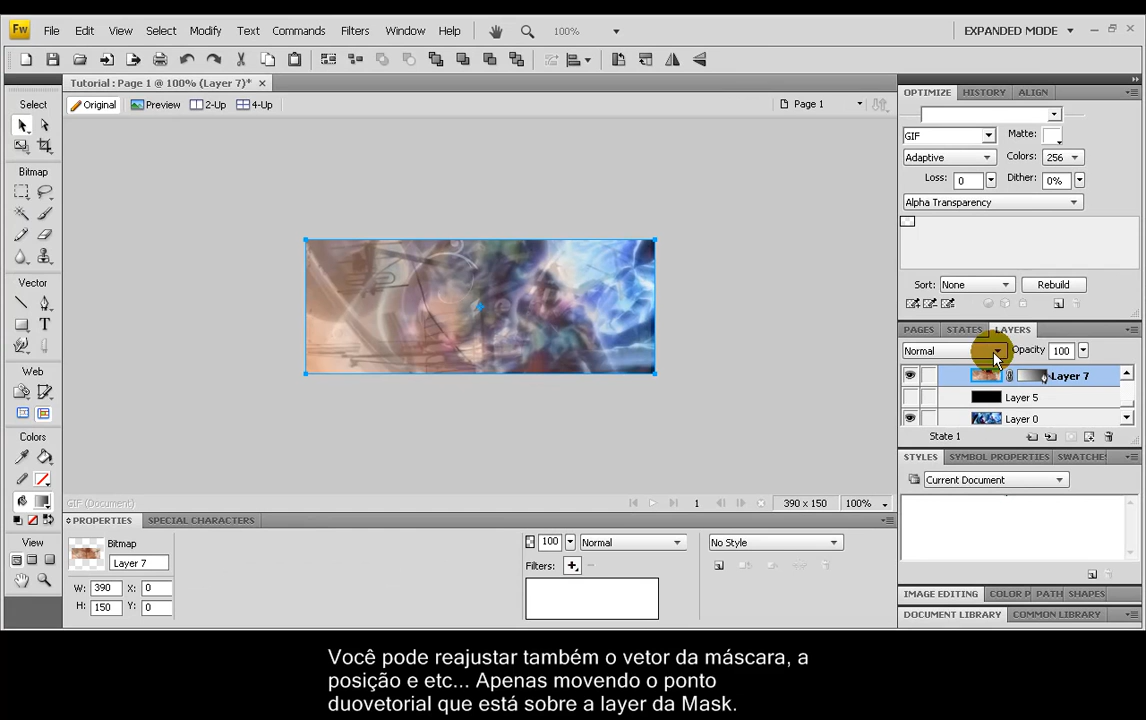 Fw File Edit View Select Modify Text Commands Filters Window Help 100% EXPANDED MODE
Tutorial : Page 1 @ 100% (Layer 7)*
Original Preview 2-Up 4-Up Page 1
Select
Bitmap
Vector
Web
Colors
View
OPTIMIZE HISTORY ALIGN
GIF Matte:
Adaptive Colors: 256
Loss: 0 Dither: 0%
Alpha Transparency
Sort: None Rebuild
PAGES STATES LAYERS
Normal Opacity 100
Layer 7
Layer 5
Layer 0
State 1
STYLES SYMBOL PROPERTIES SWATCHES
Current Document
IMAGE EDITING COLOR P PATH SHAPES
DOCUMENT LIBRARY COMMON LIBRARY
GIF (Document) 1 390 x 150 100%
PROPERTIES SPECIAL CHARACTERS
Bitmap
Layer 7
W: 390 X: 0
H: 150 Y: 0
100 Normal
Filters:
No Style
Você pode reajustar também o vetor da máscara, a
posição e etc... Apenas movendo o ponto
duovetorial que está sobre a layer da Mask.